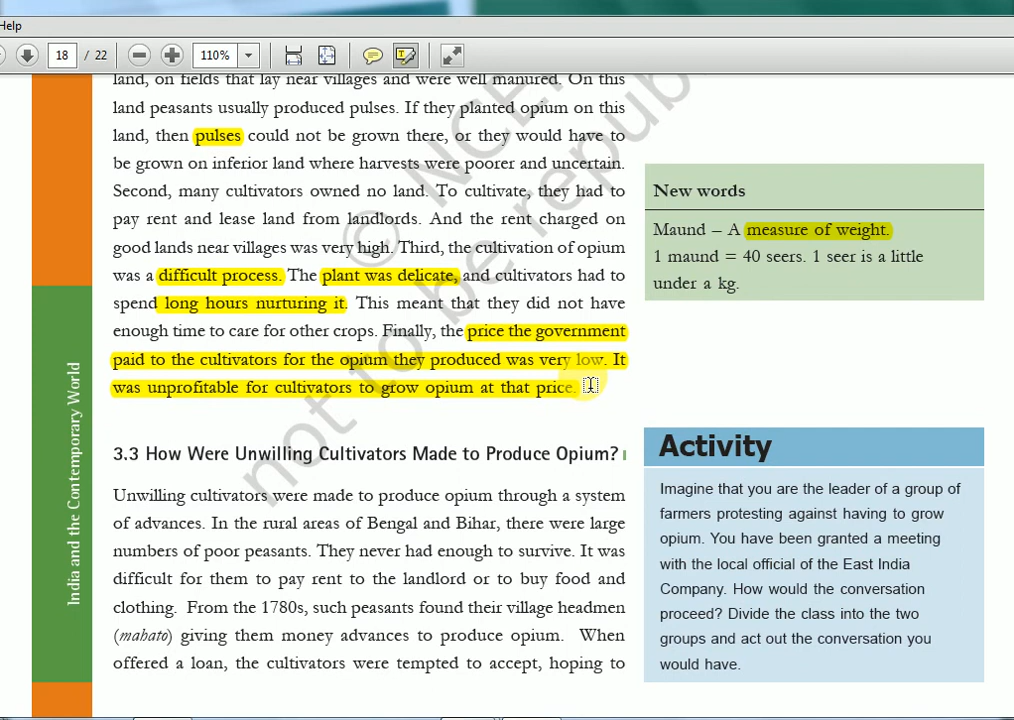 Help
18 / 22
110%
land, on fields that lay near villages and were well manured. On this
land peasants usually produced pulses. If they planted opium on this
land, then pulses could not be grown there, or they would have to
be grown on inferior land where harvests were poorer and uncertain.
Second, many cultivators owned no land. To cultivate, they had to
pay rent and lease land from landlords. And the rent charged on
good lands near villages was very high. Third, the cultivation of opium
was a difficult process. The plant was delicate, and cultivators had to
spend long hours nurturing it. This meant that they did not have
enough time to care for other crops. Finally, the price the government
paid to the cultivators for the opium they produced was very low. It
was unprofitable for cultivators to grow opium at that price.
3.3 How Were Unwilling Cultivators Made to Produce Opium?
Unwilling cultivators were made to produce opium through a system
of advances. In the rural areas of Bengal and Bihar, there were large
numbers of poor peasants. They never had enough to survive. It was
difficult for them to pay rent to the landlord or to buy food and
clothing. From the 1780s, such peasants found their village headmen
(mahato) giving them money advances to produce opium. When
offered a loan, the cultivators were tempted to accept, hoping to
New words
Maund – A measure of weight.
1 maund = 40 seers. 1 seer is a little
under a kg.
Activity
Imagine that you are the leader of a group of
farmers protesting against having to grow
opium. You have been granted a meeting
with the local official of the East India
Company. How would the conversation
proceed? Divide the class into the two
groups and act out the conversation you
would have.
India and the Contemporary World
© NCE
not to be repub